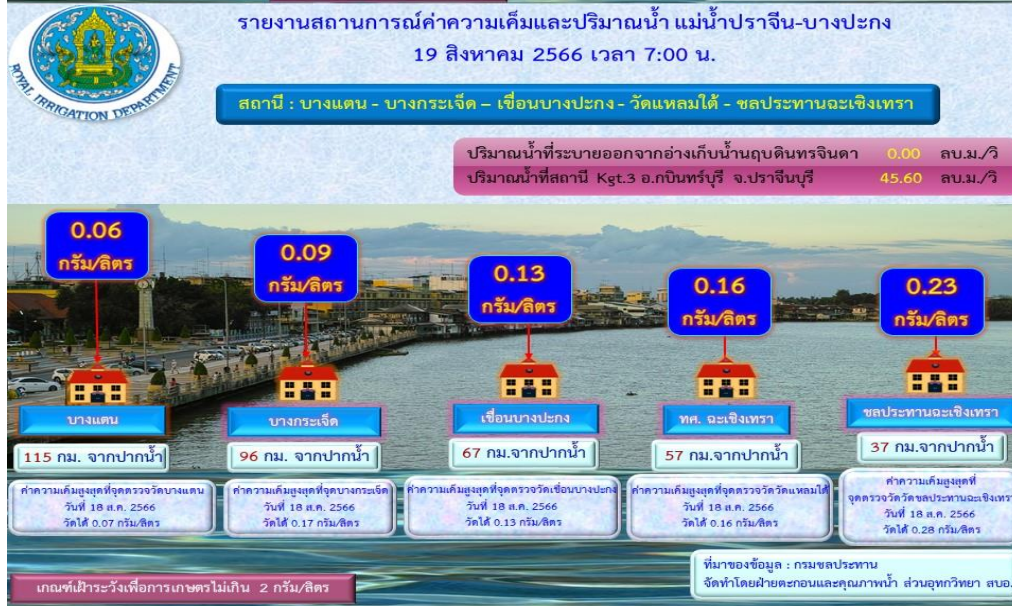 รายงานสถานการณ์ค่าความเค็มและปริมาณน้ำ แม่น้ำปราจีน-บางปะกง
19 สิงหาคม 2566 เวลา 7:00 น.
ROYAL IRRIGATION DEPARTMENT
สถานี : บางแตน - บางกระเจ็ด – เขื่อนบางปะกง - วัดแหลมใต้ - ชลประทานฉะเชิงเทรา
ปริมาณน้ำที่ระบายออกจากอ่างเก็บน้ำนฤบดินทรจินดา 0.00 ลบ.ม./วิ
ปริมาณน้ำที่สถานี Kgt.3 อ.กบินทร์บุรี จ.ปราจีนบุรี 45.60 ลบ.ม./วิ
0.06
กรัม/ลิตร
0.09
กรัม/ลิตร
0.13
กรัม/ลิตร
0.16
กรัม/ลิตร
0.23
กรัม/ลิตร
บางแตน
บางกระเจ็ด
เขื่อนบางปะกง
ทศ. ฉะเชิงเทรา
ชลประทานฉะเชิงเทรา
115 กม. จากปากน้ำ
96 กม. จากปากน้ำ
67 กม.จากปากน้ำ
57 กม.จากปากน้ำ
37 กม.จากปากน้ำ
ค่าความเค็มสูงสุดที่จุดตรวจวัดบางแตน
วันที่ 18 ส.ค. 2566
วัดได้ 0.07 กรัม/ลิตร
ค่าความเค็มสูงสุดที่จุดบางกระเจ็ด
วันที่ 18 ส.ค. 2566
วัดได้ 0.17 กรัม/ลิตร
ค่าความเค็มสูงสุดที่จุดตรวจวัดเขื่อนบางปะกง
วันที่ 18 ส.ค. 2566
วัดได้ 0.13 กรัม/ลิตร
ค่าความเค็มสูงสุดที่จุดตรวจวัดวัดแหลมใต้
วันที่ 18 ส.ค. 2566
วัดได้ 0.16 กรัม/ลิตร
ค่าความเค็มสูงสุดที่
จุดตรวจวัดวัดชลประทานฉะเชิงเทรา
วันที่ 18 ส.ค. 2566
วัดได้ 0.28 กรัม/ลิตร
เกณฑ์เฝ้าระวังเพื่อการเกษตรไม่เกิน 2 กรัม/ลิตร
ที่มาของข้อมูล : กรมชลประทาน
จัดทำโดยฝ่ายตะกอนและคุณภาพน้ำ ส่วนอุทกวิทยา สบอ.